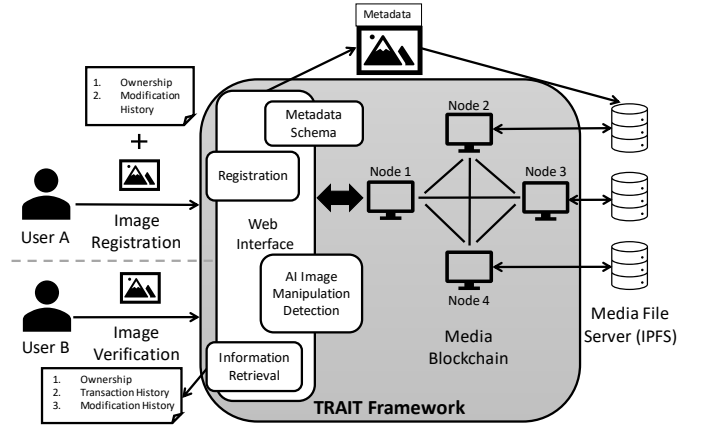 Metadata
1. Ownership
2. Modification
History
+
User A
Image
Registration
Metadata
Schema
Registration
Web
Interface
AI Image
Manipulation
Detection
Information
Retrieval
Node 1
Node 2
Node 3
Node 4
Media
Blockchain
TRAIT Framework
Media File
Server (IPFS)
User B
Image
Verification
1. Ownership
2. Transaction History
3. Modification History